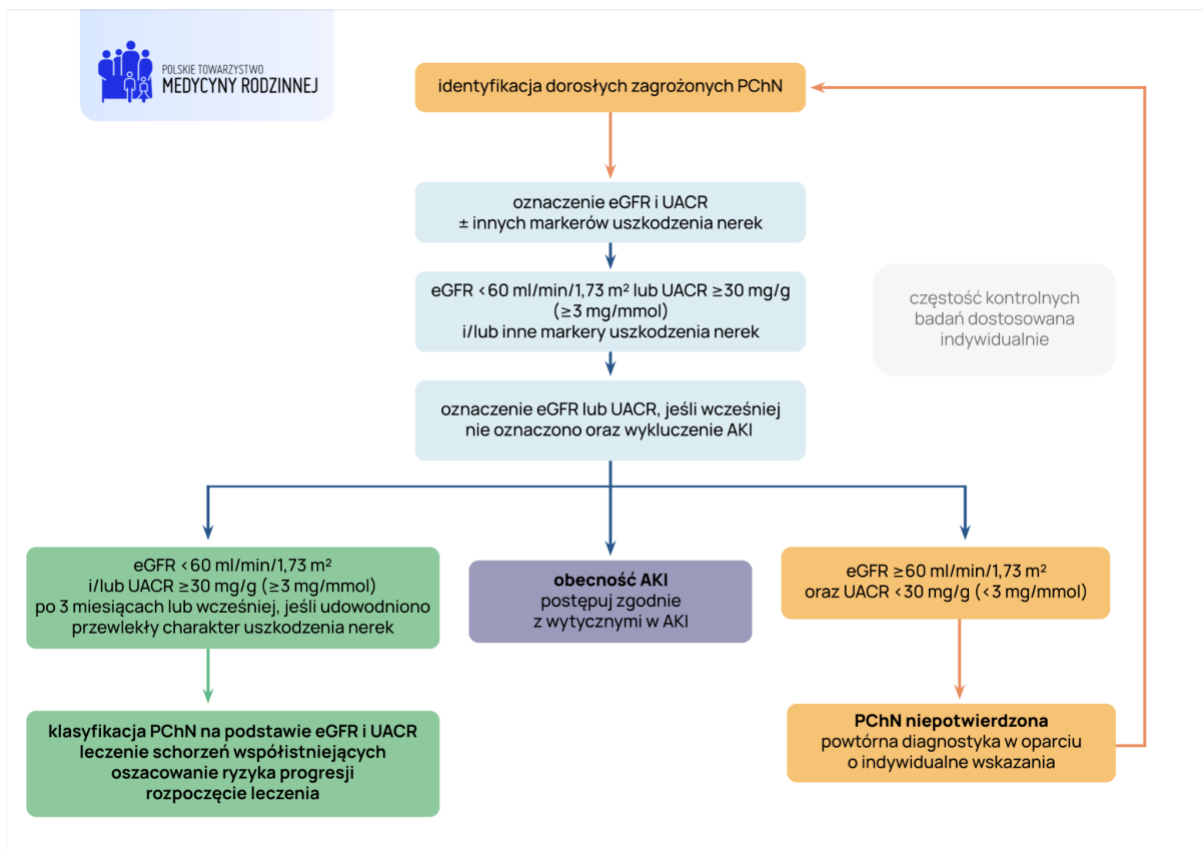 POLSKIE TOWARZYSTWO
MEDYCYNY RODZINNEJ
identyfikacja dorosłych zagrożonych PChN
oznaczenie eGFR i UACR
± innych markerów uszkodzenia nerek
eGFR <60 ml/min/1,73 m² lub UACR ≥30 mg/g
(≥3 mg/mmol)
i/lub inne markery uszkodzenia nerek
częstość kontrolnych
badań dostosowana
indywidualnie
oznaczenie eGFR lub UACR, jeśli wcześniej
nie oznaczono oraz wykluczenie AKI
eGFR <60 ml/min/1,73 m²
i/lub UACR ≥30 mg/g (≥3 mg/mmol)
po 3 miesiącach lub wcześniej, jeśli udowodniono
przewlekły charakter uszkodzenia nerek
obecność AKI
postępuj zgodnie
z wytycznymi w AKI
eGFR ≥60 ml/min/1,73 m²
oraz UACR <30 mg/g (<3 mg/mmol)
klasyfikacja PChN na podstawie eGFR i UACR
leczenie schorzeń współistniejących
oszacowanie ryzyka progresji
rozpoczęcie leczenia
PChN niepotwierdzona
powtórna diagnostyka w oparciu
o indywidualne wskazania